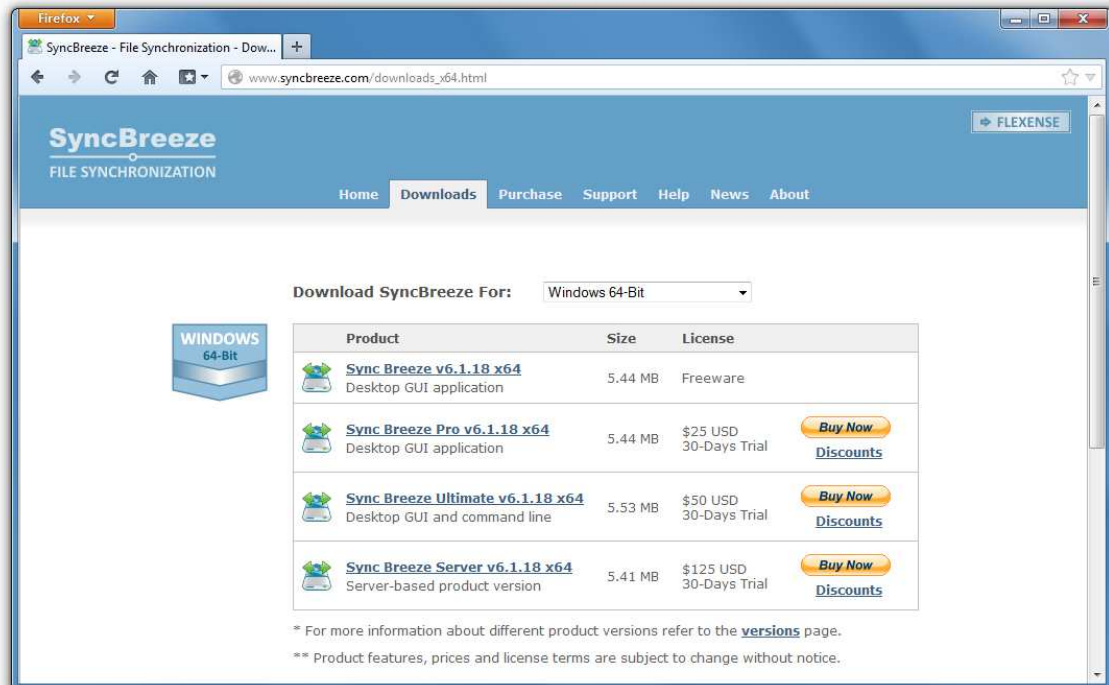 Firefox
SyncBreeze - File Synchronization - Dow...
www.syncbreeze.com/downloads_x64.html
FLEXENSE
SyncBreeze
FILE SYNCHRONIZATION
Home Downloads Purchase Support Help News About
Download SyncBreeze For: Windows 64-Bit
WINDOWS
64-Bit
Product Size License
Sync Breeze v6.1.18 x64
Desktop GUI application
5.44 MB Freeware
Sync Breeze Pro v6.1.18 x64
Desktop GUI application
5.44 MB
$25 USD
30-Days Trial
Buy Now
Discounts
Sync Breeze Ultimate v6.1.18 x64
Desktop GUI and command line
5.53 MB
$50 USD
30-Days Trial
Buy Now
Discounts
Sync Breeze Server v6.1.18 x64
Server-based product version
5.41 MB
$125 USD
30-Days Trial
Buy Now
Discounts
* For more information about different product versions refer to the versions page.
** Product features, prices and license terms are subject to change without notice.